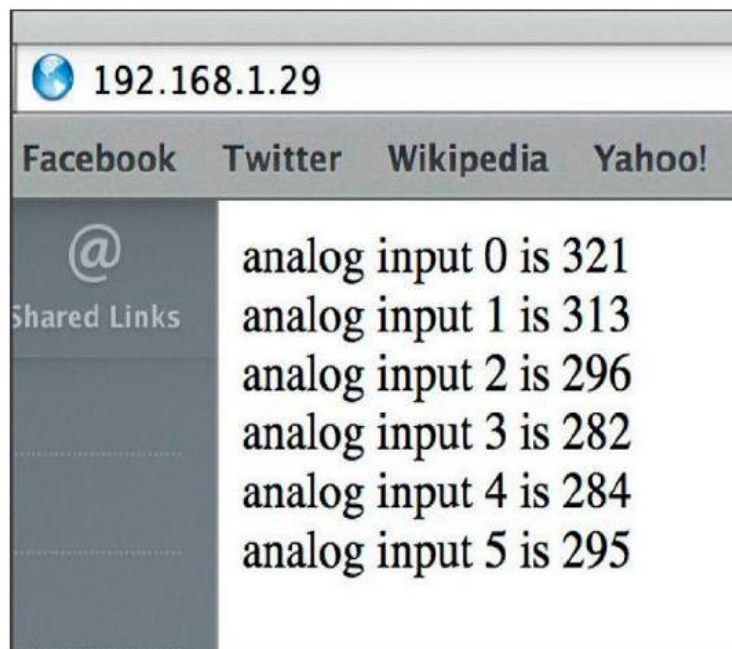 192.168.1.29
Facebook Twitter Wikipedia Yahoo!
@
Shared Links
analog input 0 is 321
analog input 1 is 313
analog input 2 is 296
analog input 3 is 282
analog input 4 is 284
analog input 5 is 295